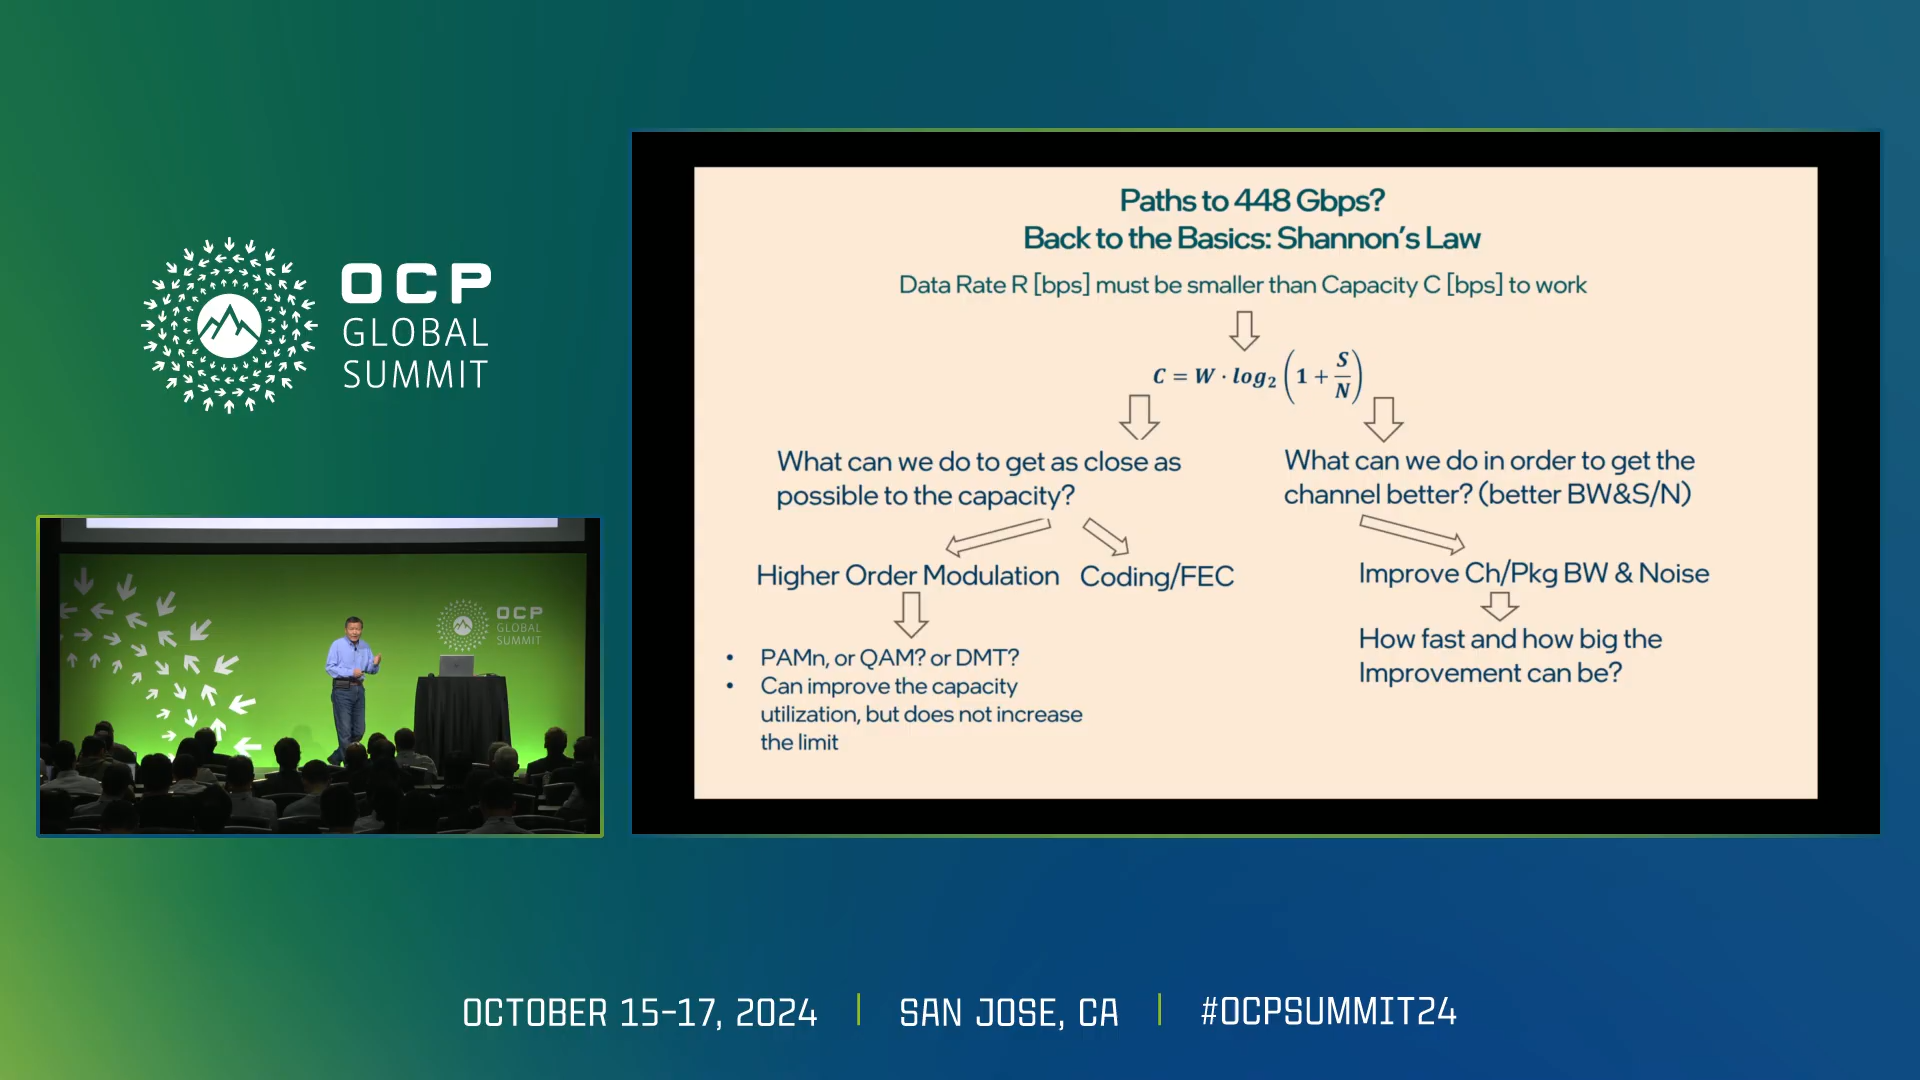 OCP
GLOBAL
SUMMIT
Paths to 448 Gbps?
Back to the Basics: Shannon's Law
Data Rate R [bps] must be smaller than Capacity C [bps] to work
C = W · log₂ (1 + S/N)
What can we do to get as close as
possible to the capacity?
What can we do in order to get the
channel better? (better BW&S/N)
Higher Order Modulation
Coding/FEC
Improve Ch/Pkg BW & Noise
How fast and how big the
Improvement can be?
• PAMn, or QAM? or DMT?
• Can improve the capacity
utilization, but does not increase
the limit
OCP
GLOBAL
SUMMIT
OCTOBER 15-17, 2024 | SAN JOSE, CA | #OCPSUMMIT24